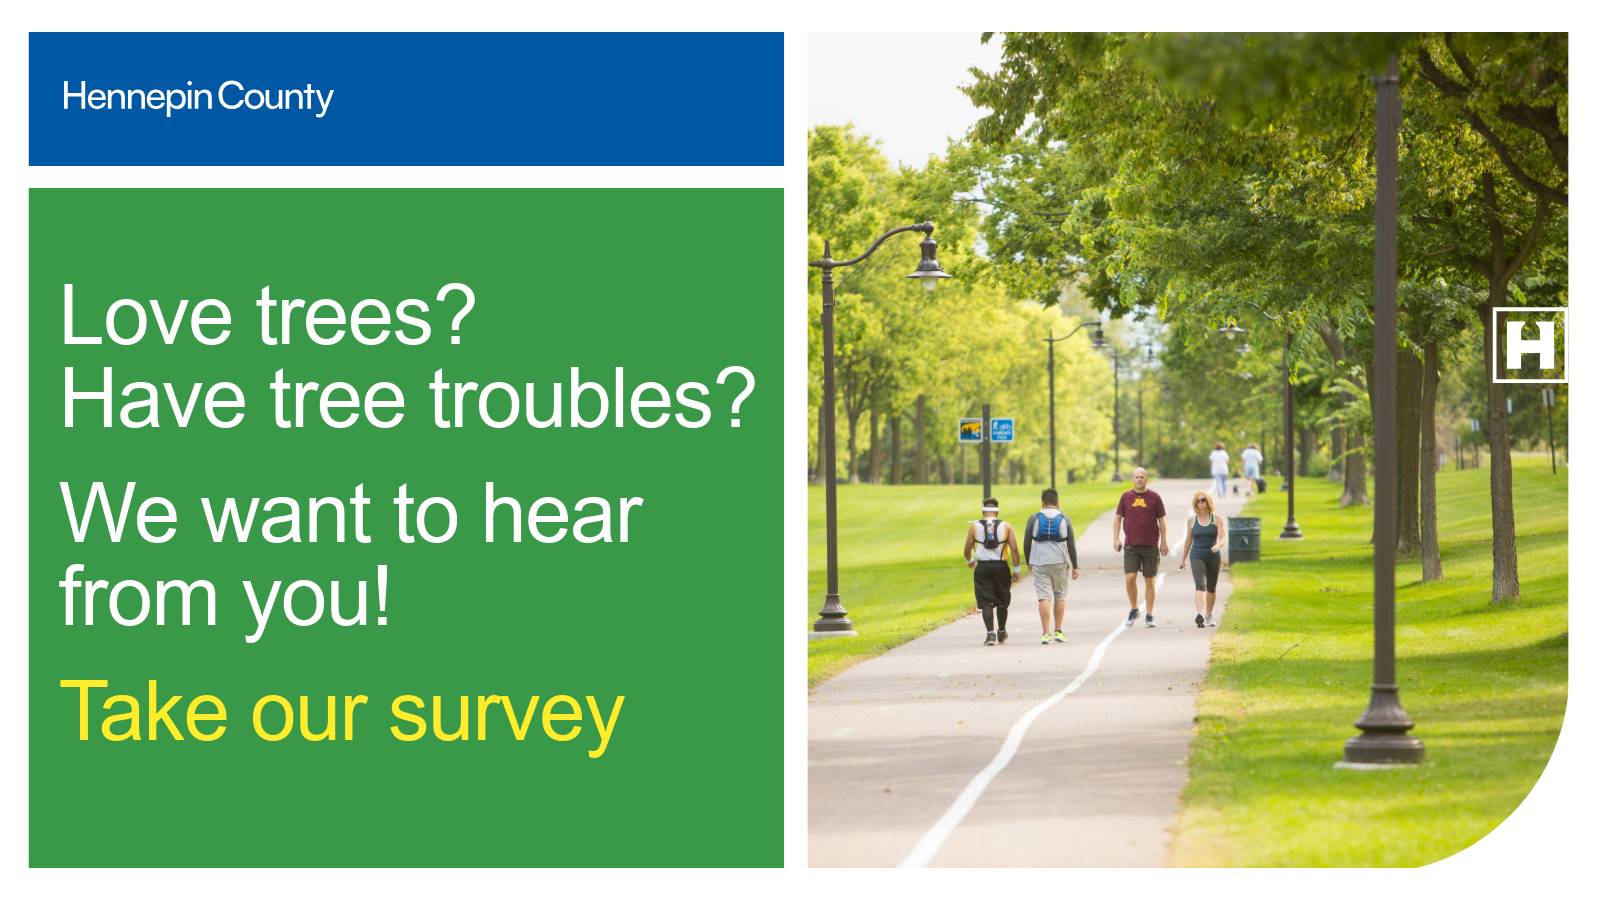 Hennepin County
Love trees?
Have tree troubles?
We want to hear
from you!
Take our survey
H
M